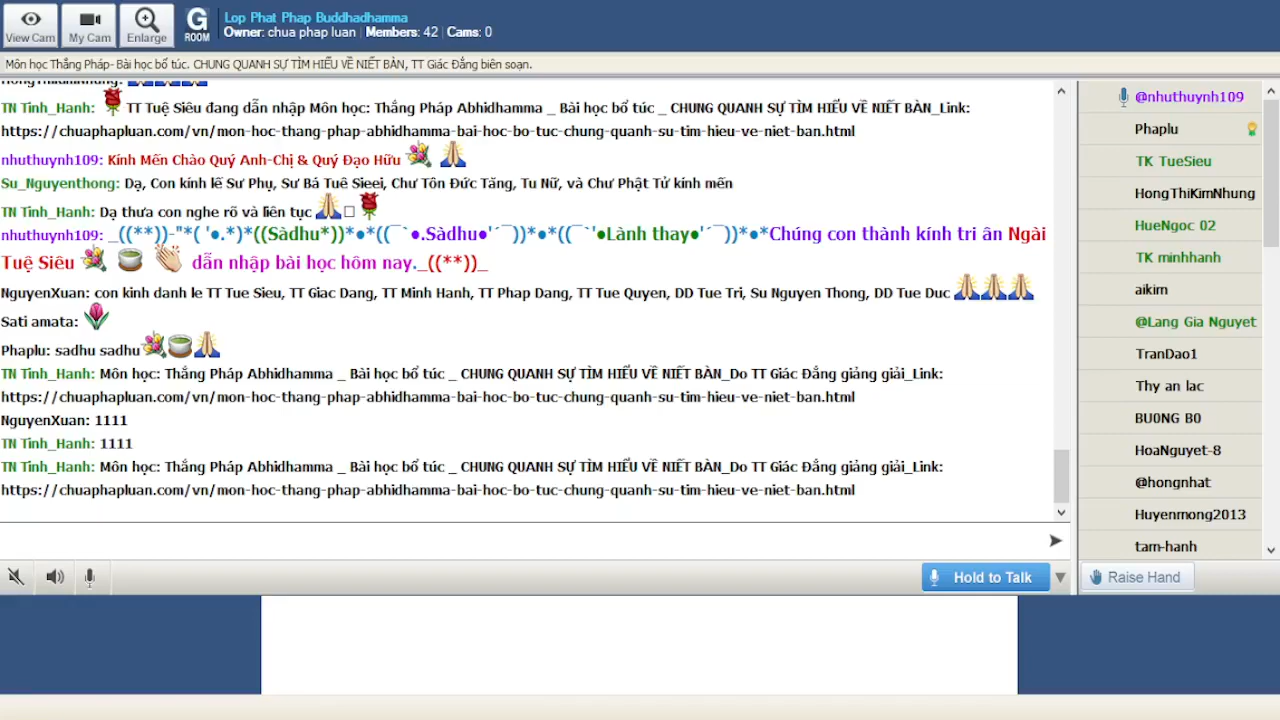 View Cam
My Cam
Enlarge
G
ROOM
Lop Phat Phap Buddhadhamma
Owner: chua phap luan | Members: 42 | Cams: 0
Môn học Thắng Pháp- Bài học bổ túc. CHUNG QUANH SỰ TÌM HIỂU VỀ NIẾT BÀN, TT Giác Đẳng biên soạn.
HongThiKimNhung:
TN Tinh_Hanh: TT Tuệ Siêu đang dẫn nhập Môn học: Thắng Pháp Abhidhamma _ Bài học bổ túc _ CHUNG QUANH SỰ TÌM HIỂU VỀ NIẾT BÀN_Link:
https://chuaphapluan.com/vn/mon-hoc-thang-phap-abhidhamma-bai-hoc-bo-tuc-chung-quanh-su-tim-hieu-ve-niet-ban.html
nhuthuynh109: Kính Mến Chào Quý Anh-Chị & Quý Đạo Hữu
Su_Nguyenthong: Dạ, Con kính lễ Sư Phụ, Sư Bá Tuê Sieei, Chư Tôn Đức Tăng, Tu Nữ, và Chư Phật Tử kính mến
TN Tinh_Hanh: Dạ thưa con nghe rõ và liên tục
nhuthuynh109: _((**))-"*( '●.*)*((Sàdhu*))*●*((¯`●.Sàdhu●'´¯))*●*((¯`'●Lành thay●'´¯))*●*Chúng con thành kính tri ân Ngài
Tuệ Siêu dẫn nhập bài học hôm nay._((**))_
NguyenXuan: con kinh danh le TT Tue Sieu, TT Giac Dang, TT Minh Hanh, TT Phap Dang, TT Tue Quyen, DD Tue Tri, Su Nguyen Thong, DD Tue Duc
Sati amata:
Phaplu: sadhu sadhu
TN Tinh_Hanh: Môn học: Thắng Pháp Abhidhamma _ Bài học bổ túc _ CHUNG QUANH SỰ TÌM HIỂU VỀ NIẾT BÀN_Do TT Giác Đẳng giảng giải_Link:
https://chuaphapluan.com/vn/mon-hoc-thang-phap-abhidhamma-bai-hoc-bo-tuc-chung-quanh-su-tim-hieu-ve-niet-ban.html
NguyenXuan: 1111
TN Tinh_Hanh: 1111
TN Tinh_Hanh: Môn học: Thắng Pháp Abhidhamma _ Bài học bổ túc _ CHUNG QUANH SỰ TÌM HIỂU VỀ NIẾT BÀN_Do TT Giác Đẳng giảng giải_Link:
https://chuaphapluan.com/vn/mon-hoc-thang-phap-abhidhamma-bai-hoc-bo-tuc-chung-quanh-su-tim-hieu-ve-niet-ban.html
@nhuthuynh109
Phaplu
TK TueSieu
HongThiKimNhung
HueNgoc 02
TK minhhanh
aikim
@Lang Gia Nguyet
TranDao1
Thy an lac
BU0NG B0
HoaNguyet-8
@hongnhat
Huyenmong2013
tam-hanh
Hold to Talk
Raise Hand